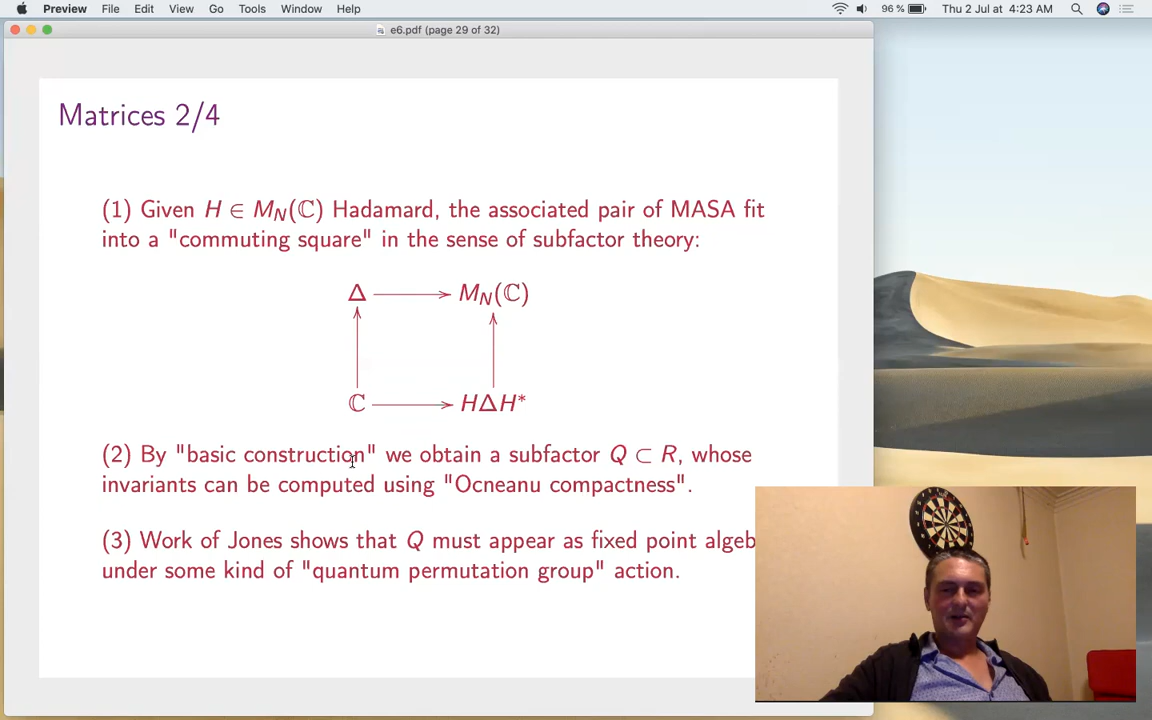 Preview File Edit View Go Tools Window Help 96 % Thu 2 Jul at 4:23 AM
e6.pdf (page 29 of 32)
Matrices 2/4
(1) Given H ∈ M_N(ℂ) Hadamard, the associated pair of MASA fit
into a "commuting square" in the sense of subfactor theory:
Δ M_N(ℂ)
ℂ HΔH*
(2) By "basic construction" we obtain a subfactor Q ⊂ R, whose
invariants can be computed using "Ocneanu compactness".
(3) Work of Jones shows that Q must appear as fixed point algeb
under some kind of "quantum permutation group" action.